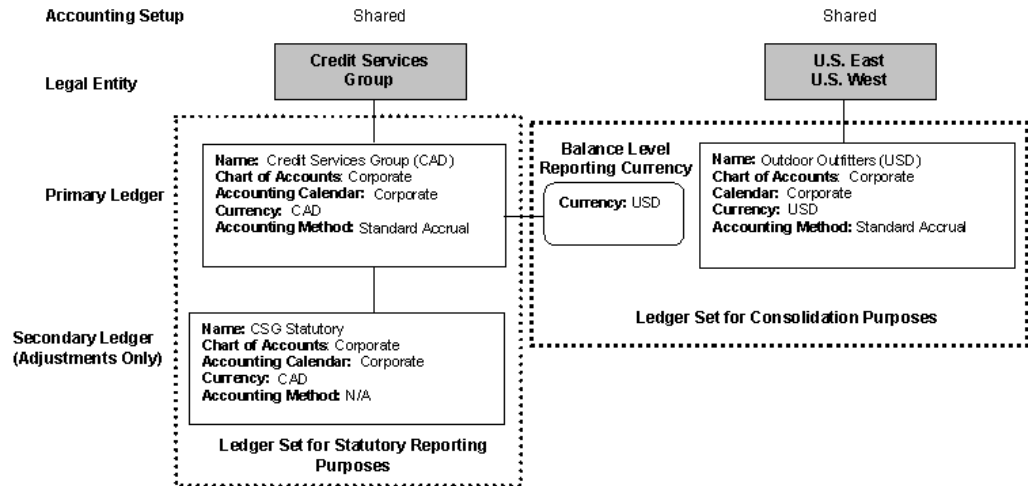 Accounting Setup
Shared
Shared
Legal Entity
Credit Services
Group
U.S. East
U.S. West
Primary Ledger
Name: Credit Services Group (CAD)
Chart of Accounts: Corporate
Accounting Calendar: Corporate
Currency: CAD
Accounting Method: Standard Accrual
Balance Level
Reporting Currency
Currency: USD
Name: Outdoor Outfitters (USD)
Chart of Accounts: Corporate
Calendar: Corporate
Currency: USD
Accounting Method: Standard Accrual
Ledger Set for Consolidation Purposes
Secondary Ledger
(Adjustments Only)
Name: CSG Statutory
Chart of Accounts: Corporate
Accounting Calendar: Corporate
Currency: CAD
Accounting Method: N/A
Ledger Set for Statutory Reporting
Purposes